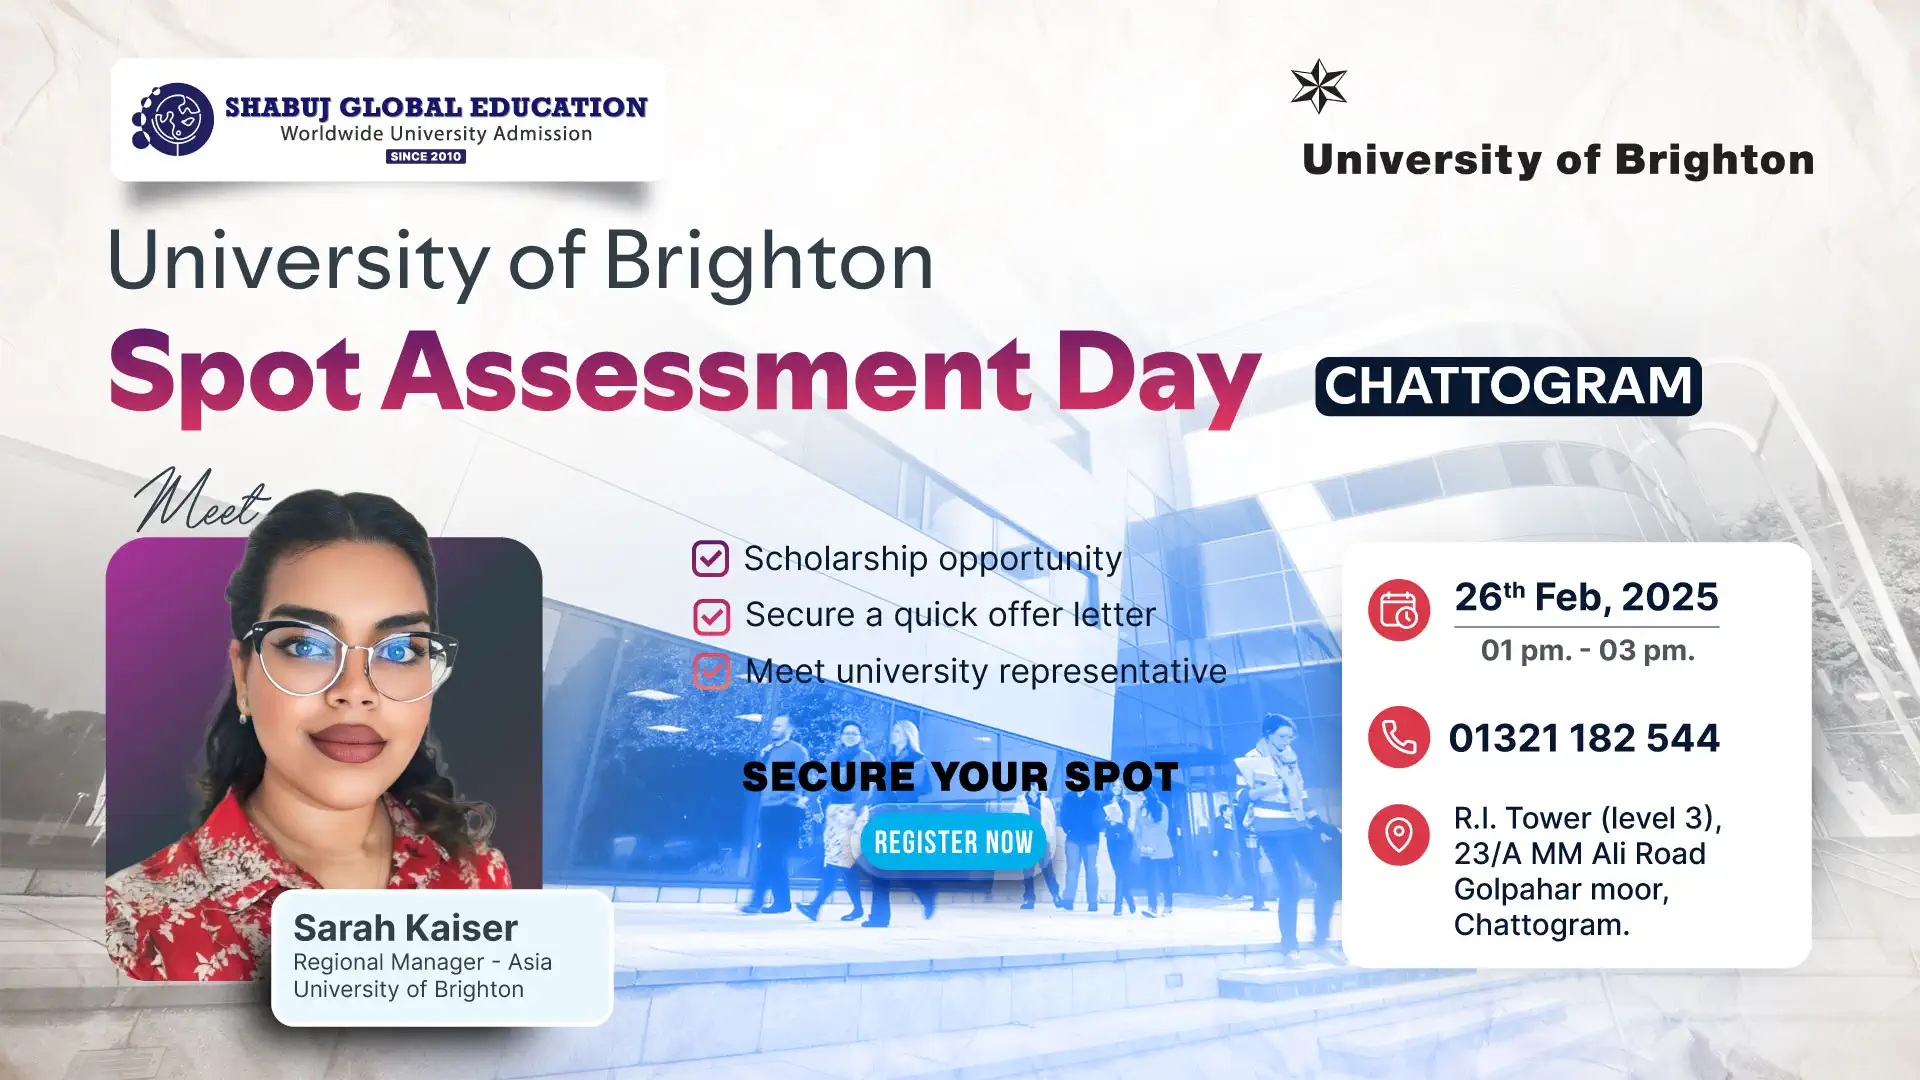 SHABUJ GLOBAL EDUCATION
Worldwide University Admission
SINCE 2010
University of Brighton
University of Brighton
Spot Assessment Day
CHATTOGRAM
Meet
Sarah Kaiser
Regional Manager - Asia
University of Brighton
Scholarship opportunity
Secure a quick offer letter
Meet university representative
SECURE YOUR SPOT
REGISTER NOW
26th Feb, 2025
01 pm. - 03 pm.
01321 182 544
R.I. Tower (level 3),
23/A MM Ali Road
Golpahar moor,
Chattogram.